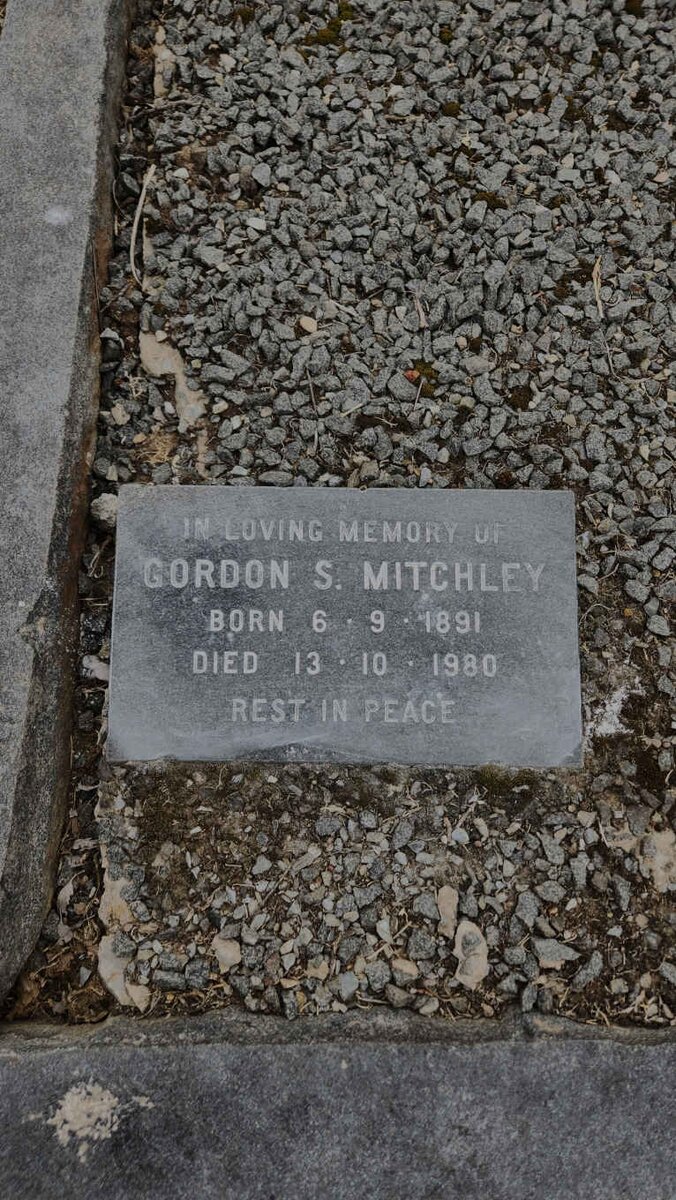 IN LOVING MEMORY OF
GORDON S. MITCHLEY
BORN 6 · 9 · 1891
DIED 13 · 10 · 1980
REST IN PEACE